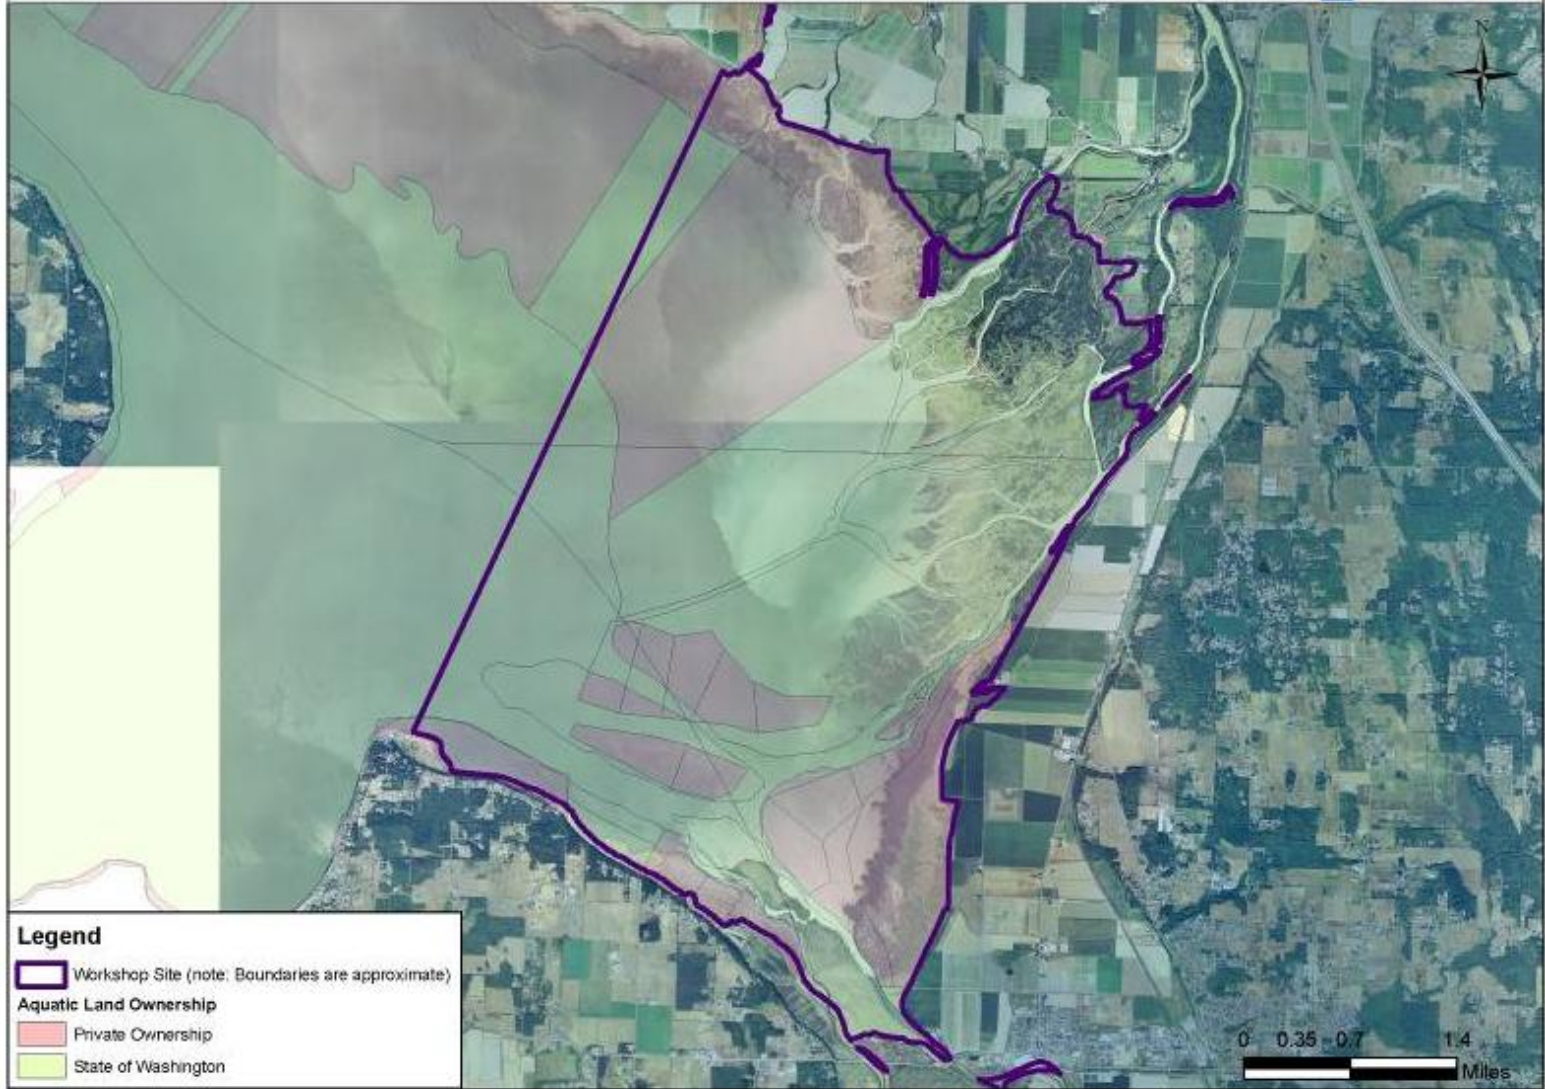 N
Legend
Workshop Site (note: Boundaries are approximate)
Aquatic Land Ownership
Private Ownership
State of Washington
0 0.35 0.7 1.4
Miles